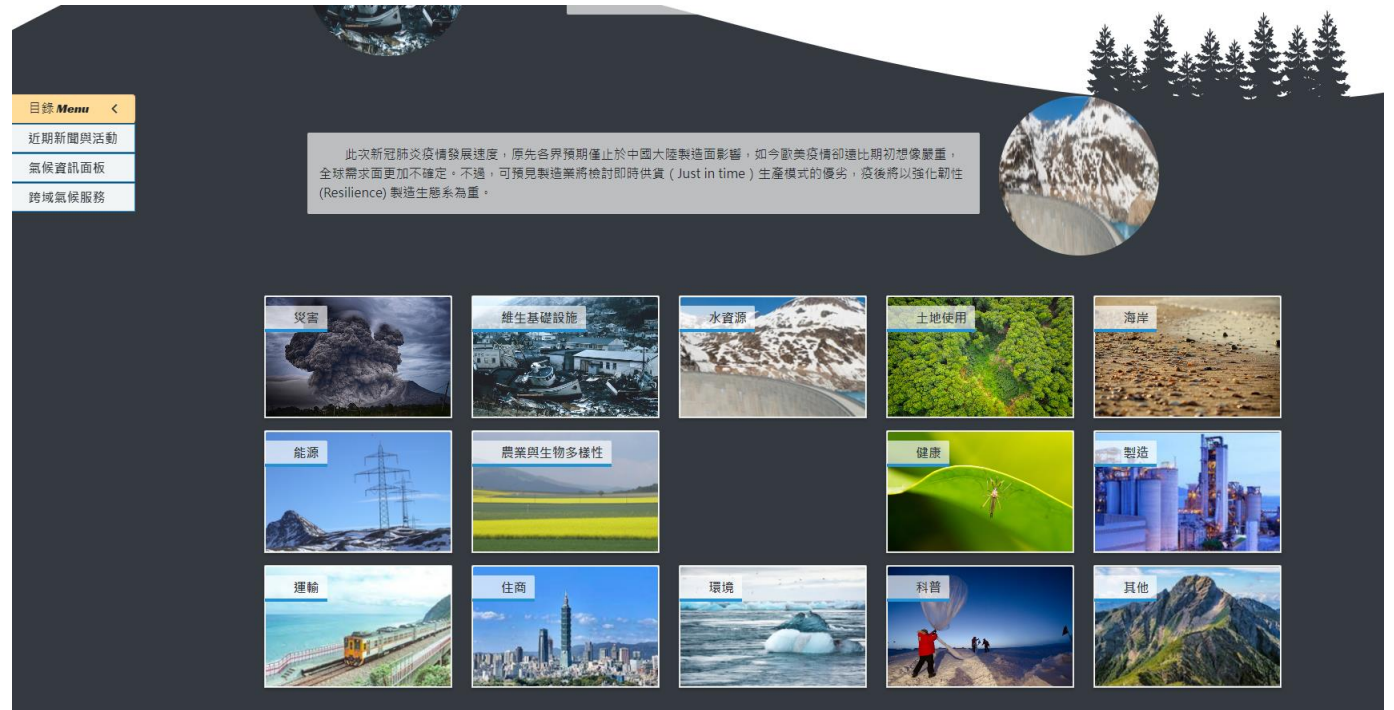 目錄 Menu
近期新聞與活動
氣候資訊面板
跨域氣候服務
此次新冠肺炎疫情發展速度，原先各界預期僅止於中國大陸製造面影響，如今歐美疫情卻遠比期初想像嚴重，
全球需求面更加不確定。不過，可預見製造業將檢討即時供貨 ( Just in time ) 生產模式的優劣，疫後將以強化韌性
(Resilience) 製造生態系為重。
災害
維生基礎設施
水資源
土地使用
海岸
能源
農業與生物多樣性
健康
製造
運輸
住商
環境
科普
其他